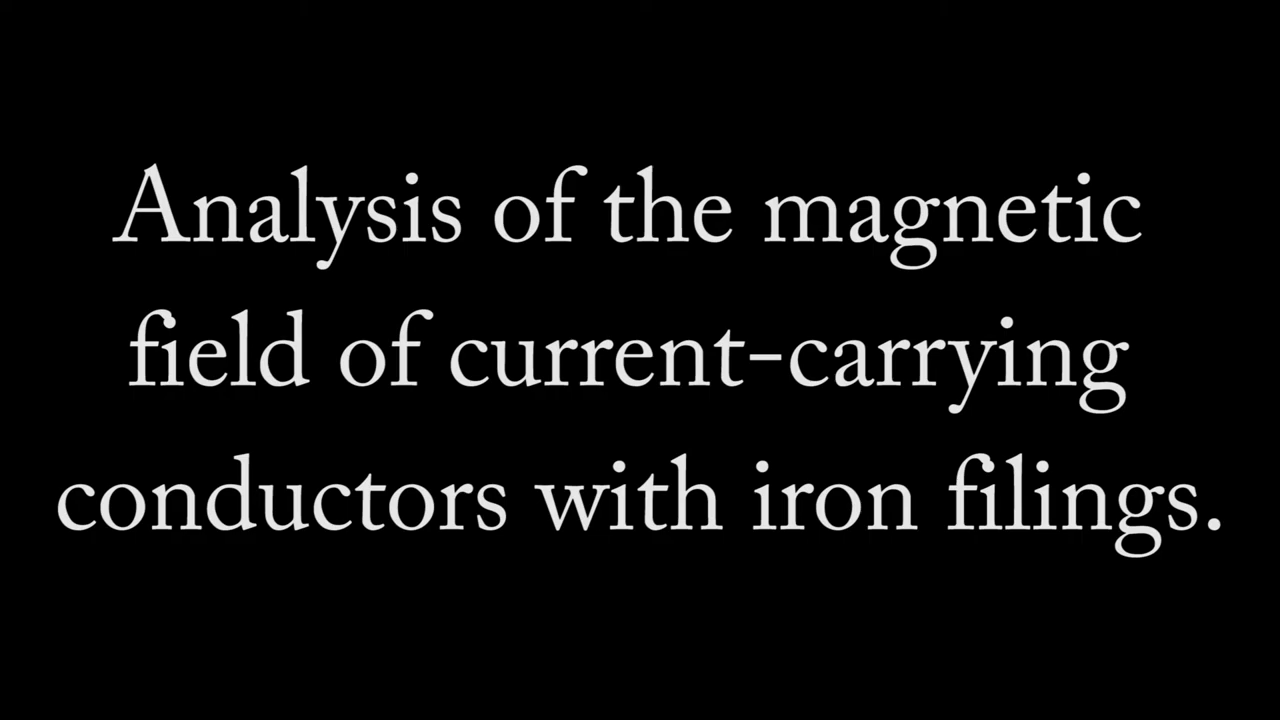 Analysis of the magnetic
field of current-carrying
conductors with iron filings.